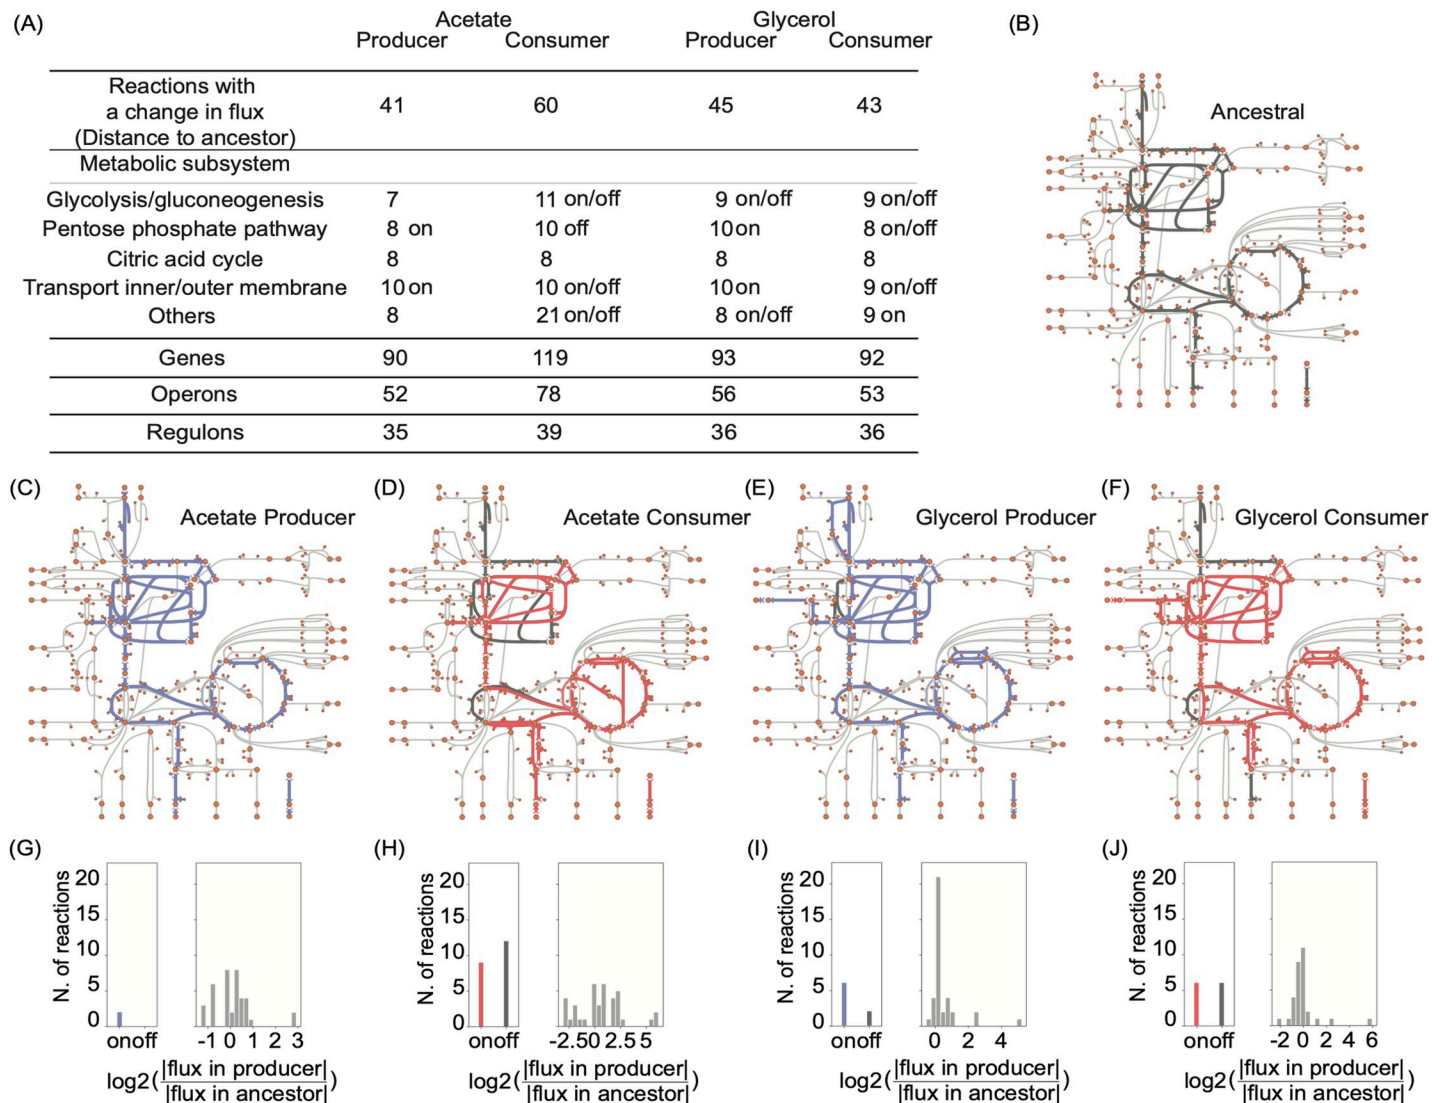 (A)
Acetate Glycerol
Producer Consumer Producer Consumer
Reactions with
a change in flux 41 60 45 43
(Distance to ancestor)
Metabolic subsystem
Glycolysis/gluconeogenesis 7 11 on/off 9 on/off 9 on/off
Pentose phosphate pathway 8 on 10 off 10 on 8 on/off
Citric acid cycle 8 8 8 8
Transport inner/outer membrane 10 on 10 on/off 10 on 9 on/off
Others 8 21 on/off 8 on/off 9 on
Genes 90 119 93 92
Operons 52 78 56 53
Regulons 35 39 36 36
(B)
Ancestral
(C)
Acetate Producer
(D)
Acetate Consumer
(E)
Glycerol Producer
(F)
Glycerol Consumer
(G)
N. of reactions
20
15
10
5
0
onoff
-1 0 1 2 3
log2(|flux in producer|/|flux in ancestor|)
(H)
N. of reactions
20
15
10
5
0
onoff
-2.5 0 2.5 5
log2(|flux in producer|/|flux in ancestor|)
(I)
N. of reactions
20
15
10
5
0
onoff
0 2 4
log2(|flux in producer|/|flux in ancestor|)
(J)
N. of reactions
20
15
10
5
0
onoff
-2 0 2 4 6
log2(|flux in producer|/|flux in ancestor|)